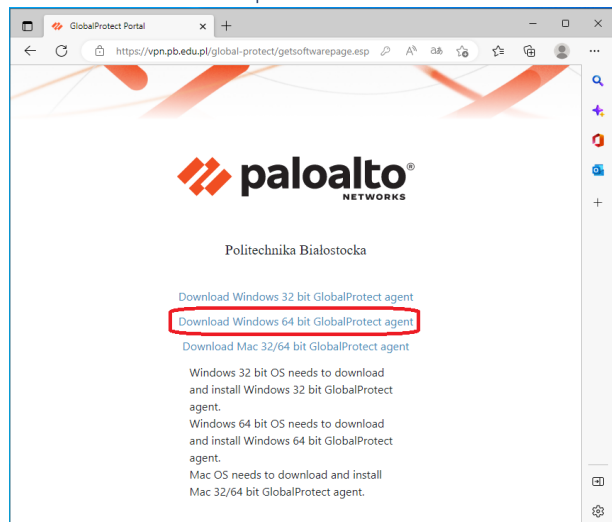 GlobalProtect Portal
https://vpn.pb.edu.pl/global-protect/getsoftwarepage.esp
paloalto®
NETWORKS
Politechnika Białostocka
Download Windows 32 bit GlobalProtect agent
Download Windows 64 bit GlobalProtect agent
Download Mac 32/64 bit GlobalProtect agent
Windows 32 bit OS needs to download
and install Windows 32 bit GlobalProtect
agent.
Windows 64 bit OS needs to download
and install Windows 64 bit GlobalProtect
agent.
Mac OS needs to download and install
Mac 32/64 bit GlobalProtect agent.